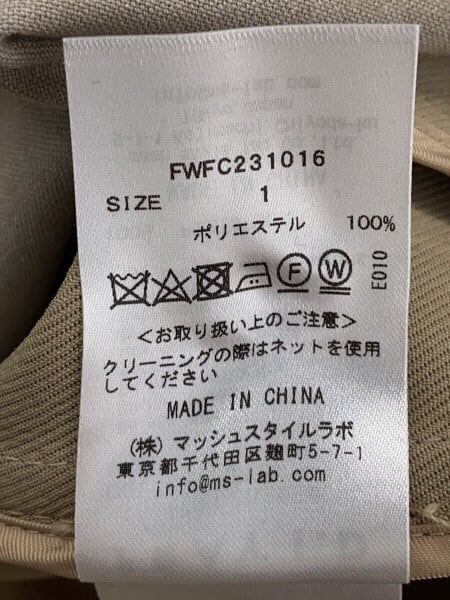 FWFC231016
SIZE 1
ポリエステル 100%
F W
E010
<お取り扱い上のご注意>
クリーニングの際はネットを使用
してください
MADE IN CHINA
(株) マッシュスタイルラボ
東京都千代田区麹町5-7-1
info@ms-lab.com